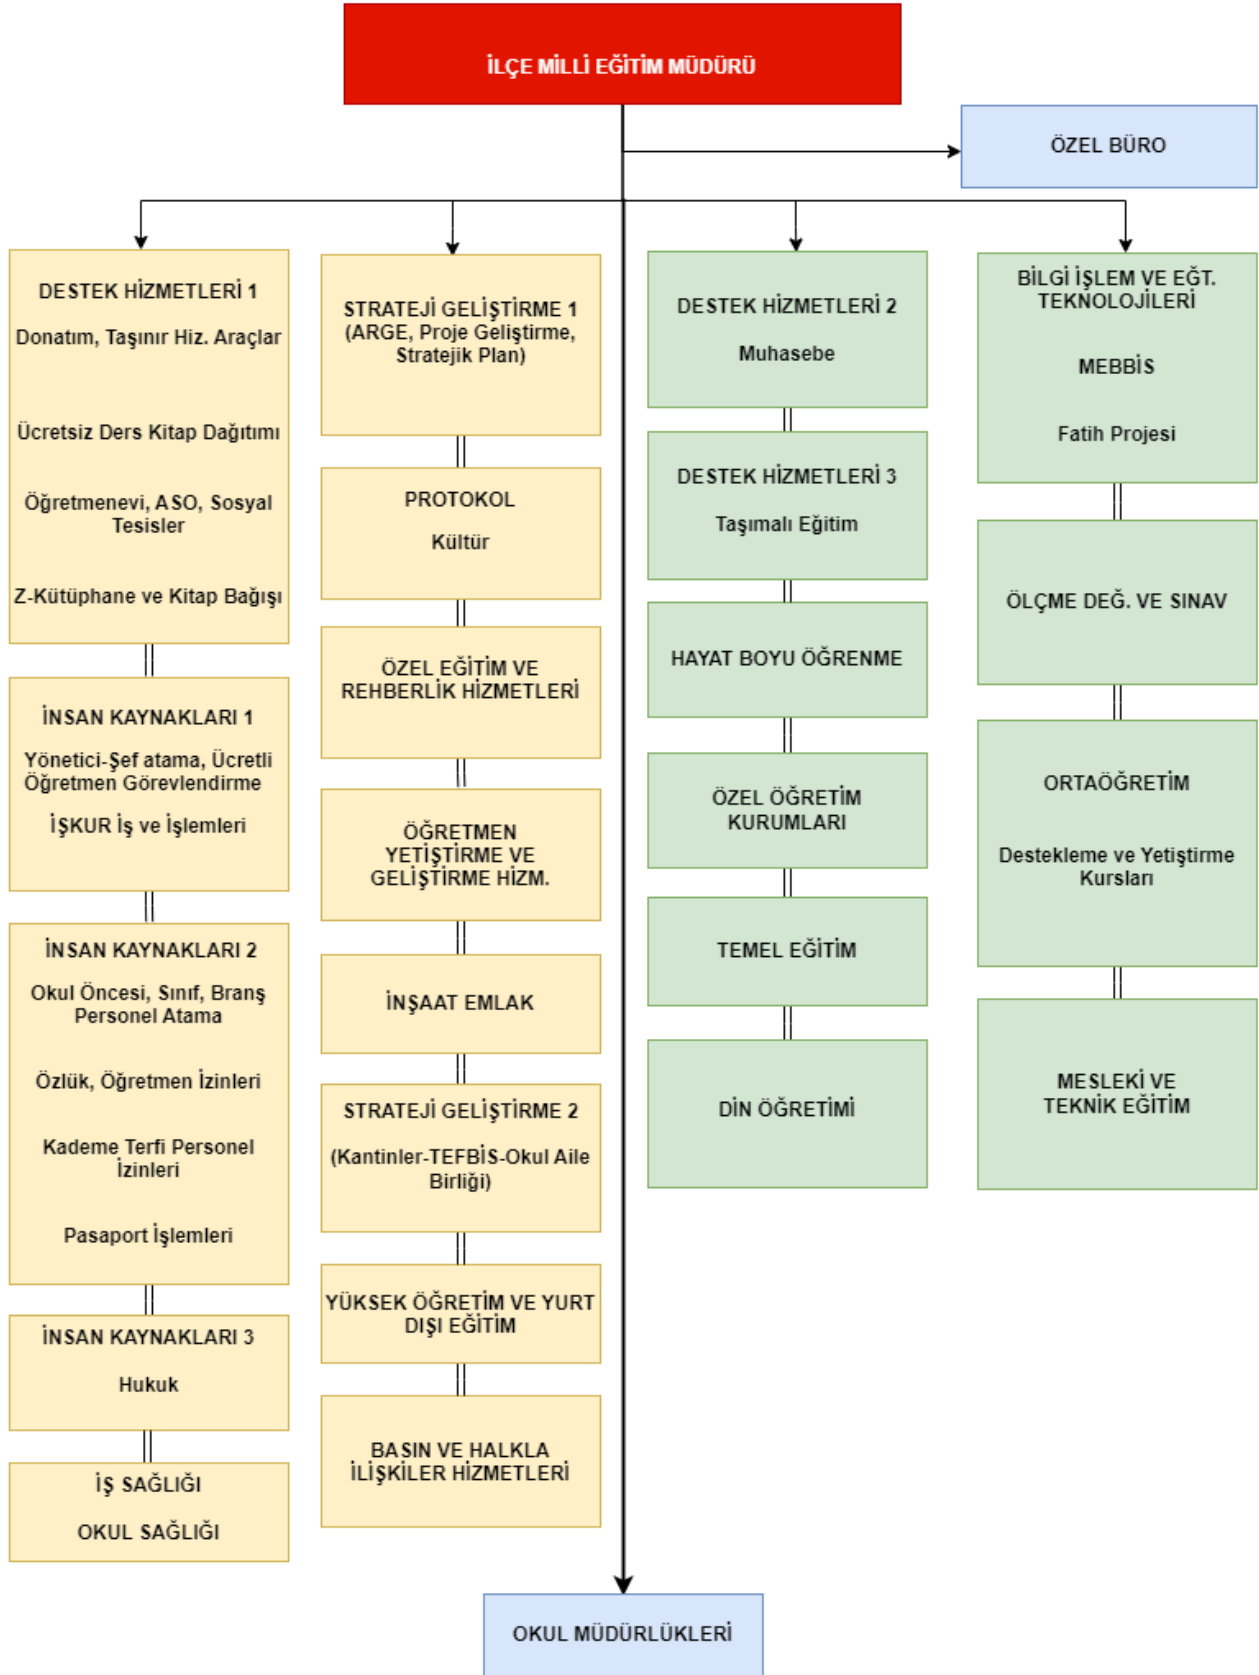 İLÇE MİLLİ EĞİTİM MÜDÜRÜ
ÖZEL BÜRO
DESTEK HİZMETLERİ 1
Donatım, Taşınır Hiz. Araçlar
Ücretsiz Ders Kitap Dağıtımı
Öğretmenevi, ASO, Sosyal
Tesisler
Z-Kütüphane ve Kitap Bağışı
İNSAN KAYNAKLARI 1
Yönetici-Şef atama, Ücretli
Öğretmen Görevlendirme
İŞKUR İş ve İşlemleri
İNSAN KAYNAKLARI 2
Okul Öncesi, Sınıf, Branş
Personel Atama
Özlük, Öğretmen İzinleri
Kademe Terfi Personel
İzinleri
Pasaport İşlemleri
İNSAN KAYNAKLARI 3
Hukuk
İŞ SAĞLIĞI
OKUL SAĞLIĞI
STRATEJİ GELİŞTİRME 1
(ARGE, Proje Geliştirme,
Stratejik Plan)
PROTOKOL
Kültür
ÖZEL EĞİTİM VE
REHBERLİK HİZMETLERİ
ÖĞRETMEN
YETİŞTİRME VE
GELİŞTİRME HİZM.
İNŞAAT EMLAK
STRATEJİ GELİŞTİRME 2
(Kantinler-TEFBİS-Okul Aile
Birliği)
YÜKSEK ÖĞRETİM VE YURT
DIŞI EĞİTİM
BASIN VE HALKLA
İLİŞKİLER HİZMETLERİ
DESTEK HİZMETLERİ 2
Muhasebe
DESTEK HİZMETLERİ 3
Taşımalı Eğitim
HAYAT BOYU ÖĞRENME
ÖZEL ÖĞRETİM
KURUMLARI
TEMEL EĞİTİM
DİN ÖĞRETİMİ
BİLGİ İŞLEM VE EĞT.
TEKNOLOJİLERİ
MEBBİS
Fatih Projesi
ÖLÇME DEĞ. VE SINAV
ORTAÖĞRETİM
Destekleme ve Yetiştirme
Kursları
MESLEKİ VE
TEKNİK EĞİTİM
OKUL MÜDÜRLÜKLERİ